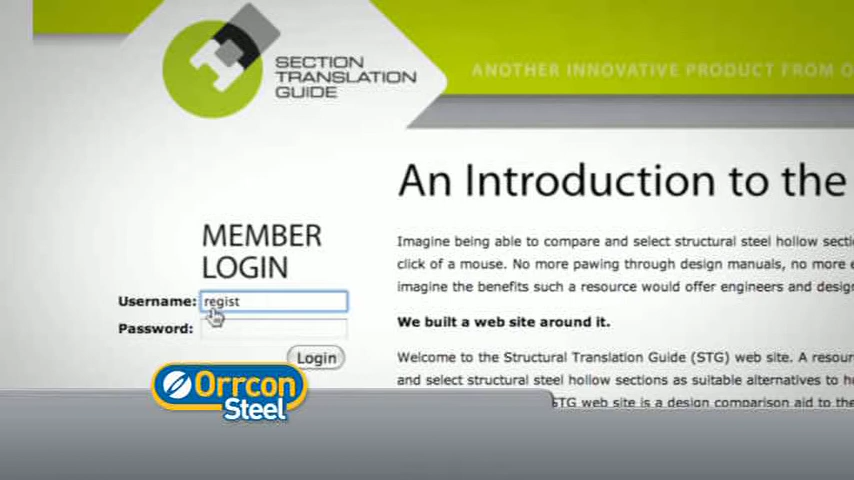 SECTION
TRANSLATION
GUIDE
ANOTHER INNOVATIVE PRODUCT FROM O
An Introduction to the
MEMBER
LOGIN
Imagine being able to compare and select structural steel hollow secti
click of a mouse. No more pawing through design manuals, no more e
imagine the benefits such a resource would offer engineers and desig
Username: regist
Password:
We built a web site around it.
Login
Welcome to the Structural Translation Guide (STG) web site. A resour
and select structural steel hollow sections as suitable alternatives to h
STG web site is a design comparison aid to the
Orrcon
Steel